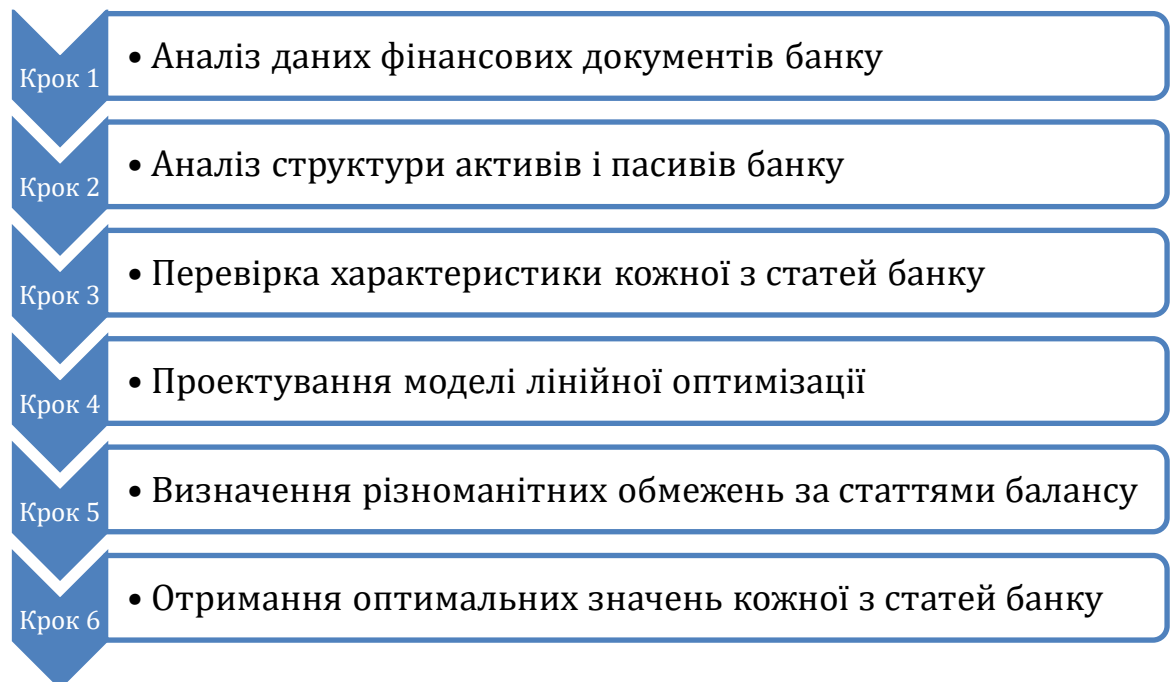 Крок 1
• Аналіз даних фінансових документів банку
Крок 2
• Аналіз структури активів і пасивів банку
Крок 3
• Перевірка характеристики кожної з статей банку
Крок 4
• Проектування моделі лінійної оптимізації
Крок 5
• Визначення різноманітних обмежень за статтями балансу
Крок 6
• Отримання оптимальних значень кожної з статей банку